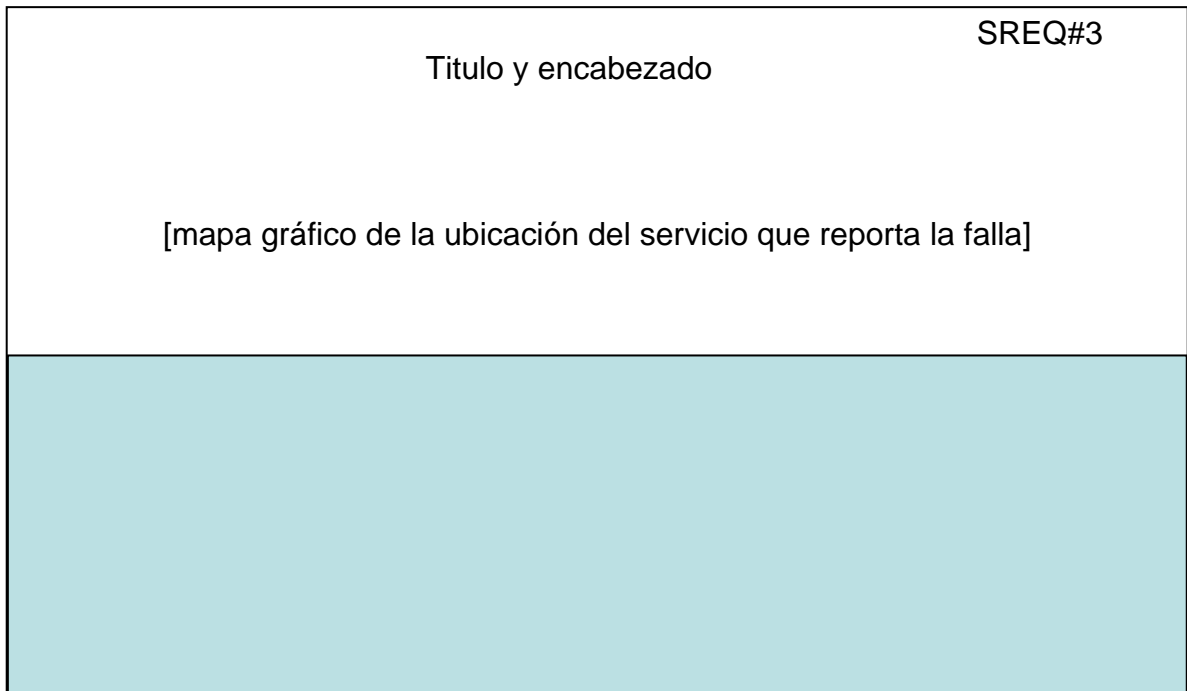 SREQ#3
Titulo y encabezado
[mapa gráfico de la ubicación del servicio que reporta la falla]